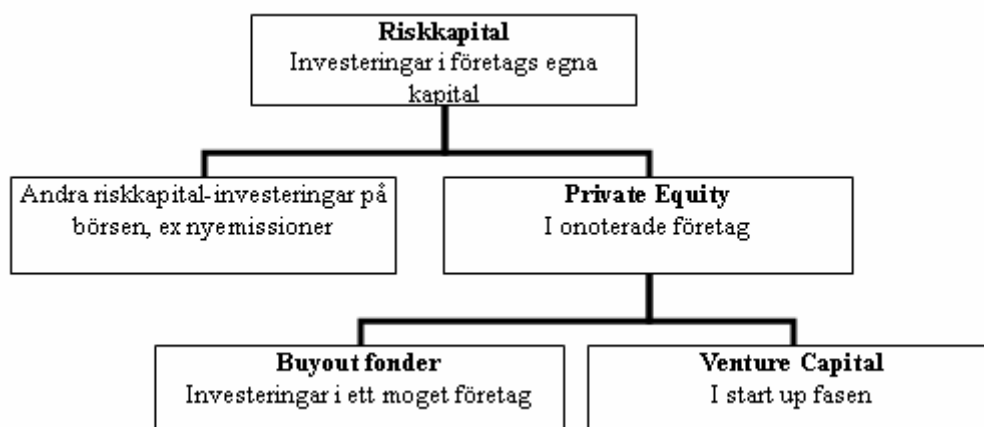 Riskkapital
Investeringar i företags egna
kapital
Andra riskkapital-investeringar på
börsen, ex nyemissioner
Private Equity
I onoterade företag
Buyout fonder
Investeringar i ett moget företag
Venture Capital
I start up fasen